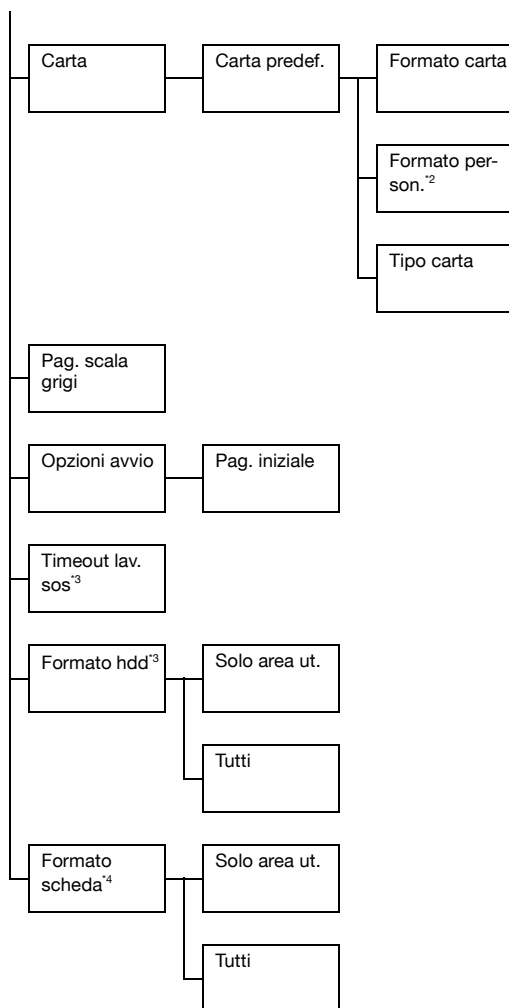 Carta
Carta predef.
Formato carta
Formato per-
son.*2
Tipo carta
Pag. scala
grigi
Opzioni avvio
Pag. iniziale
Timeout lav.
sos*3
Formato hdd*3
Solo area ut.
Tutti
Formato
scheda*4
Solo area ut.
Tutti